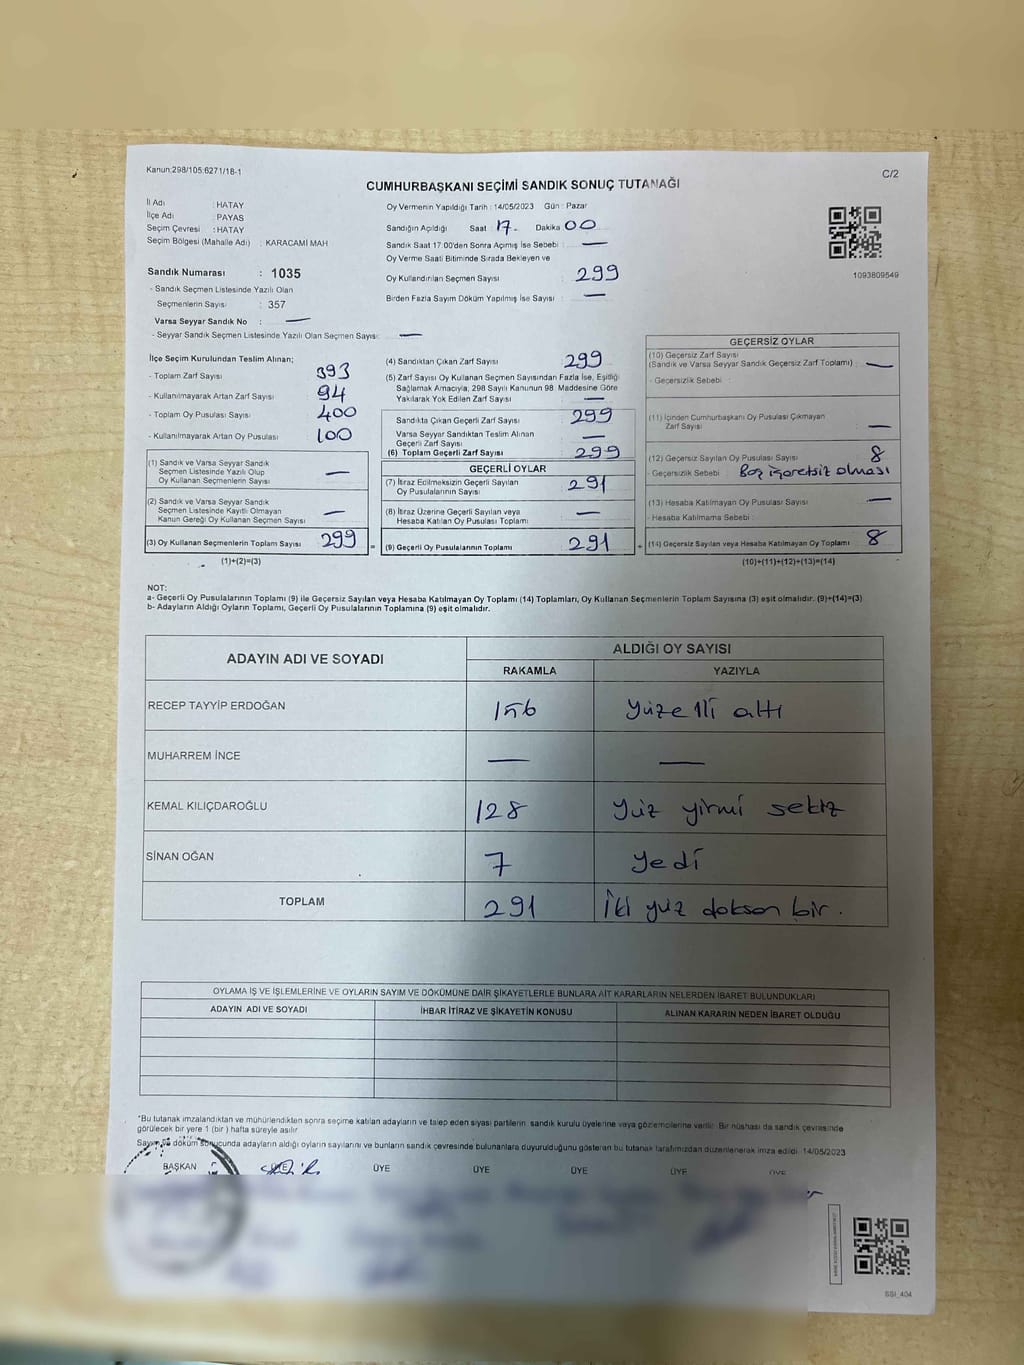 Kanun:298/105:6271/18-1
C/2
CUMHURBAŞKANI SEÇİMİ SANDIK SONUÇ TUTANAĞI
İl Adı : HATAY
İlçe Adı : PAYAS
Seçim Çevresi : HATAY
Seçim Bölgesi (Mahalle Adı) : KARACAMİ MAH
Sandık Numarası : 1035
- Sandık Seçmen Listesinde Yazılı Olan
Seçmenlerin Sayısı : 357
Varsa Seyyar Sandık No : —
- Seyyar Sandık Seçmen Listesinde Yazılı Olan Seçmen Sayısı: —
Oy Vermenin Yapıldığı Tarih : 14/05/2023 Gün : Pazar
Sandığın Açıldığı Saat : 17. Dakika 00
Sandık Saat 17:00'den Sonra Açımış İse Sebebi : —
Oy Verme Saati Bitiminde Sırada Bekleyen ve
Oy Kullandırılan Seçmen Sayısı : 299
Birden Fazla Sayım Döküm Yapılmış İse Sayısı : —
1093809549
İlçe Seçim Kurulundan Teslim Alınan;
- Toplam Zarf Sayısı 393
- Kullanılmayarak Artan Zarf Sayısı 94
- Toplam Oy Pusulası Sayısı 400
- Kullanılmayarak Artan Oy Pusulası 100
(1) Sandık ve Varsa Seyyar Sandık
Seçmen Listesinde Yazılı Olup
Oy Kullanan Seçmenlerin Sayısı —
(2) Sandık ve Varsa Seyyar Sandık
Seçmen Listesinde Kayıtlı Olmayan
Kanun Gereği Oy Kullanan Seçmen Sayısı —
(3) Oy Kullanan Seçmenlerin Toplam Sayısı 299 =
(1)+(2)=(3)
(4) Sandıktan Çıkan Zarf Sayısı : 299
(5) Zarf Sayısı Oy Kullanan Seçmen Sayısından Fazla İse, Eşitliği
Sağlamak Amacıyla, 298 Sayılı Kanunun 98. Maddesine Göre
Yakılarak Yok Edilen Zarf Sayısı : —
Sandıkta Çıkan Geçerli Zarf Sayısı : 299
Varsa Seyyar Sandıktan Teslim Alınan
Geçerli Zarf Sayısı : —
(6) Toplam Geçerli Zarf Sayısı : 299
GEÇERLİ OYLAR
(7) İtiraz Edilmeksizin Geçerli Sayılan
Oy Pusulalarının Sayısı : 291
(8) İtiraz Üzerine Geçerli Sayılan veya
Hesaba Katılan Oy Pusulası Toplamı : —
(9) Geçerli Oy Pusulalarının Toplamı : 291 +
GEÇERSİZ OYLAR
(10) Geçersiz Zarf Sayısı
(Sandık ve Varsa Seyyar Sandık Geçersiz Zarf Toplamı) : —
- Geçersizlik Sebebi :
(11) İçinden Cumhurbaşkanı Oy Pusulası Çıkmayan
Zarf Sayısı : —
(12) Geçersiz Sayılan Oy Pusulası Sayısı : 8
- Geçersizlik Sebebi : Boş işaretsiz olması
(13) Hesaba Katılmayan Oy Pusulası Sayısı : —
- Hesaba Katılmama Sebebi :
(14) Geçersiz Sayılan veya Hesaba Katılmayan Oy Toplamı : 8
(10)+(11)+(12)+(13)=(14)
NOT:
a- Geçerli Oy Pusulalarının Toplamı (9) ile Geçersiz Sayılan veya Hesaba Katılmayan Oy Toplamı (14) Toplamları, Oy Kullanan Seçmenlerin Toplam Sayısına (3) eşit olmalıdır. (9)+(14)=(3)
b- Adayların Aldığı Oyların Toplamı, Geçerli Oy Pusulalarının Toplamına (9) eşit olmalıdır.
ADAYIN ADI VE SOYADI ALDIĞI OY SAYISI
RAKAMLA YAZIYLA
RECEP TAYYİP ERDOĞAN 156 Yüzelli altı
MUHARREM İNCE — —
KEMAL KILIÇDAROĞLU 128 Yüz yirmi sekiz
SİNAN OĞAN 7 Yedi
TOPLAM 291 İki yüz doksan bir.
OYLAMA İŞ VE İŞLEMLERİNE VE OYLARIN SAYIM VE DÖKÜMÜNE DAİR ŞİKAYETLERLE BUNLARA AİT KARARLARIN NELERDEN İBARET BULUNDUKLARI
ADAYIN ADI VE SOYADI İHBAR İTİRAZ VE ŞİKAYETİN KONUSU ALINAN KARARIN NEDEN İBARET OLDUĞU
*Bu tutanak imzalandıktan ve mühürlendikten sonra seçime katılan adayların ve talep eden siyasi partilerin sandık kurulu üyelerine veya gözlemcilerine verilir. Bir nüshası da sandık çevresinde
görülecek bir yere 1 (bir ) hafta süreyle asılır
Sayım ve döküm sonucunda adayların aldığı oyların sayılarını ve bunların sandık çevresinde bulunanlara duyurulduğunu gösteren bu tutanak tarafımızdan düzenlenerek imza edildi. 14/05/2023
BAŞKAN ÜYE ÜYE ÜYE ÜYE ÜYE ÜYE
SSI_404